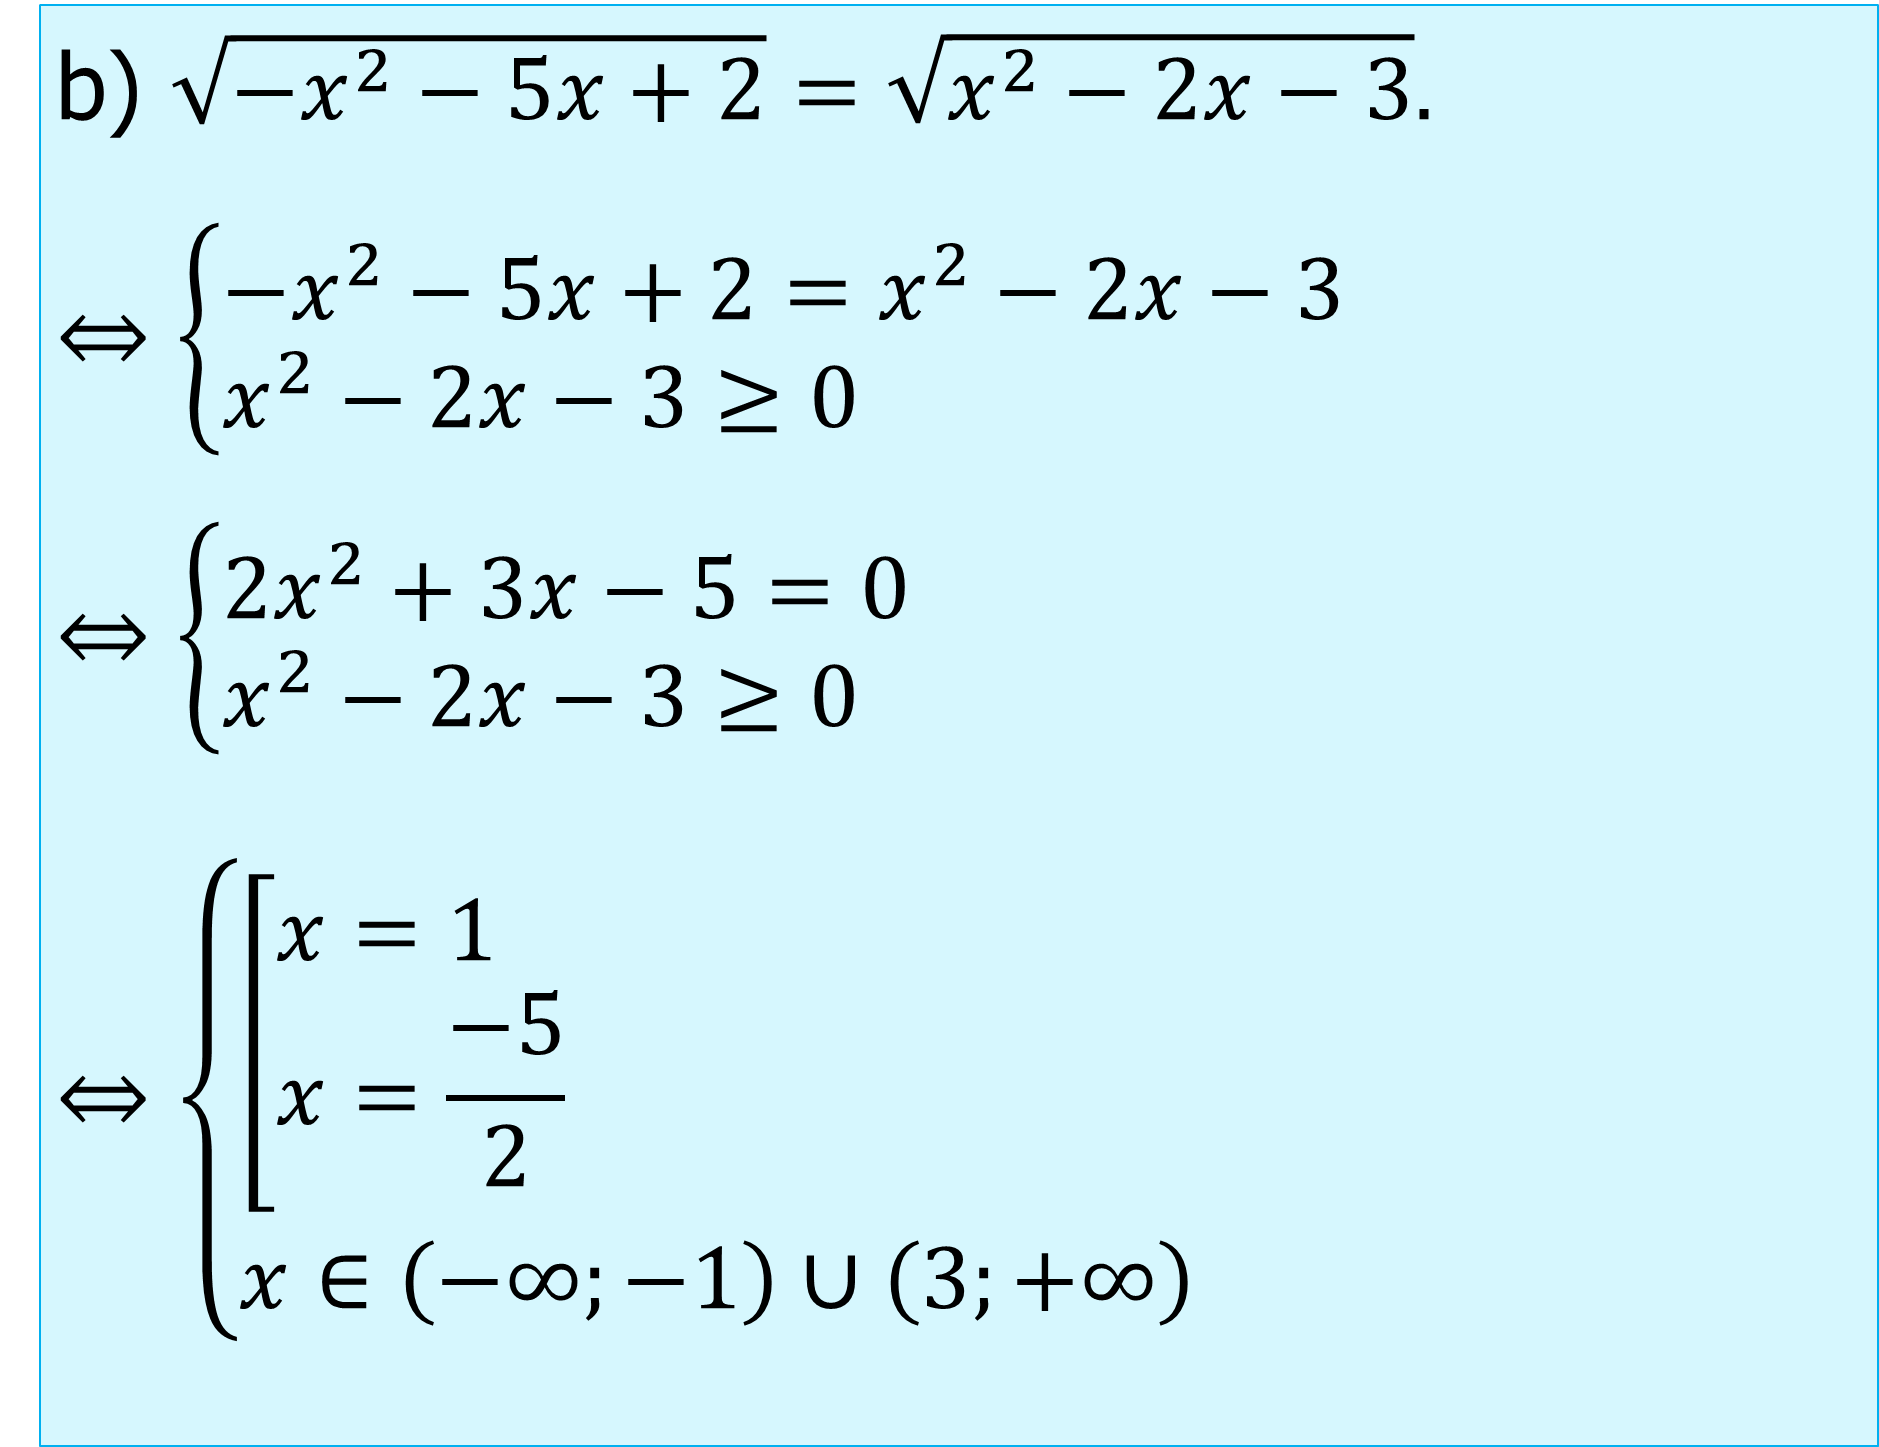 b) √(−x² − 5x + 2) = √(x² − 2x − 3).
⇔ {−x² − 5x + 2 = x² − 2x − 3
x² − 2x − 3 ≥ 0
⇔ {2x² + 3x − 5 = 0
x² − 2x − 3 ≥ 0
⇔ {[x = 1
x = −5/2
x ∈ (−∞; −1) ∪ (3; +∞)